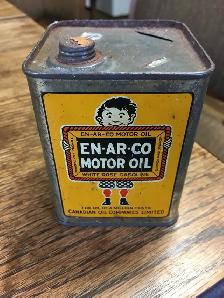 EN-AR-CO MOTOR OIL
EN-AR-CO
MOTOR OIL
WHITE ROSE GASOLINE
CANADIAN OIL COMPANIES LIMITED